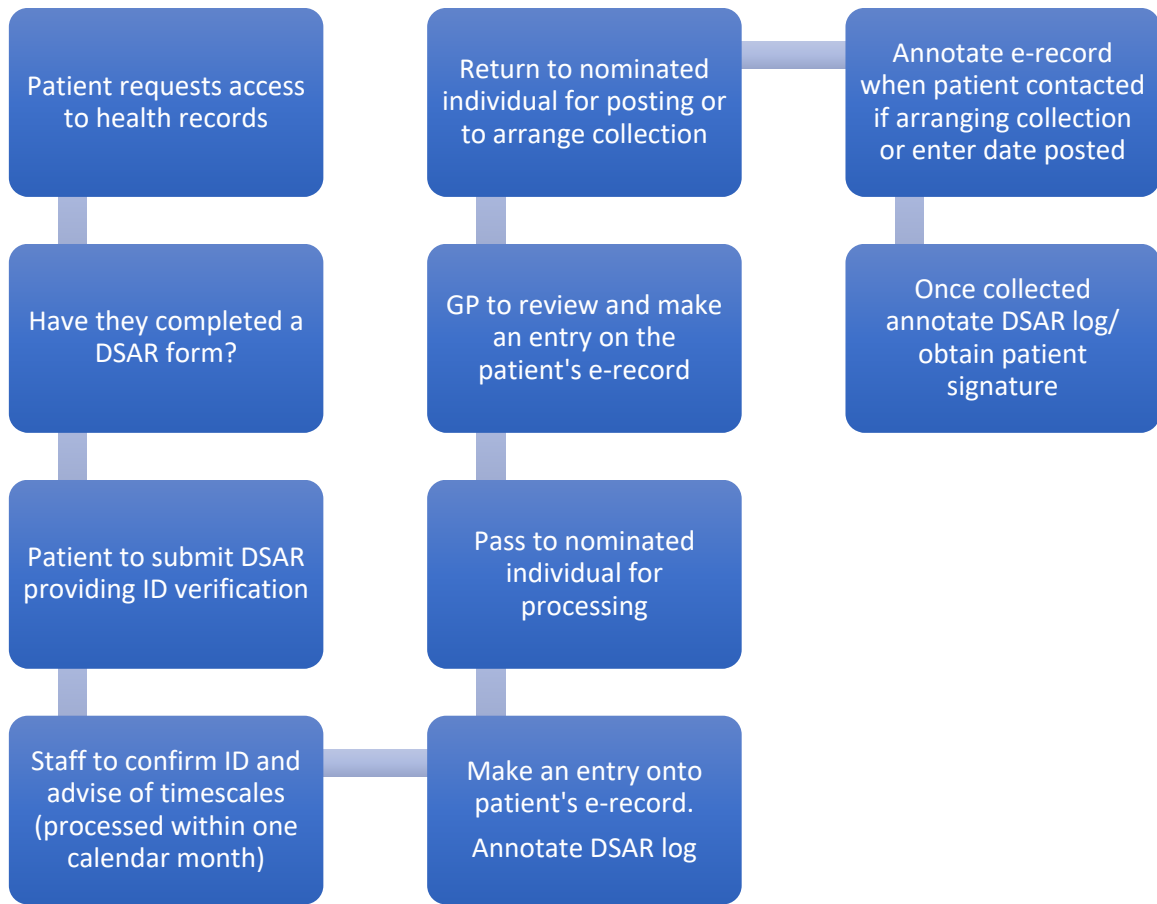 Patient requests access
to health records
Have they completed a
DSAR form?
Patient to submit DSAR
providing ID verification
Staff to confirm ID and
advise of timescales
(processed within one
calendar month)
Make an entry onto
patient's e-record.
Annotate DSAR log
Pass to nominated
individual for
processing
GP to review and make
an entry on the
patient's e-record
Return to nominated
individual for posting or
to arrange collection
Annotate e-record
when patient contacted
if arranging collection
or enter date posted
Once collected
annotate DSAR log/
obtain patient
signature